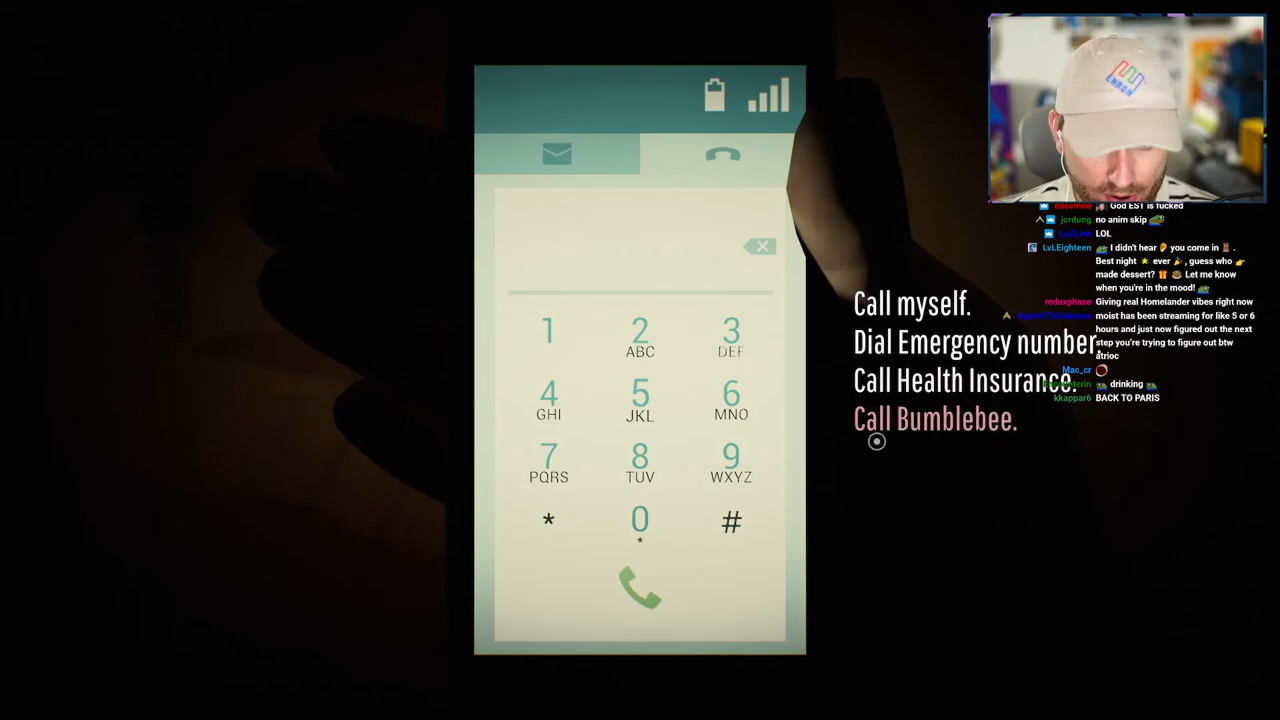 ENRON
1
2
ABC
3
DEF
4
GHI
5
JKL
6
MNO
7
PQRS
8
TUV
9
WXYZ
*
0
*
#
Call myself.
Dial Emergency number.
Call Health Insurance.
Call Bumblebee.
God EST is fucked
jordung no anim skip
LOL
LvLEighteen I didn't hear you come in .
Best night ever , guess who
made dessert? Let me know
when you're in the mood!
reduxphase Giving real Homelander vibes right now
moist has been streaming for like 5 or 6
hours and just now figured out the next
step you're trying to figure out btw
atrioc
Mac_cr
drinking
kkappar6 BACK TO PARIS